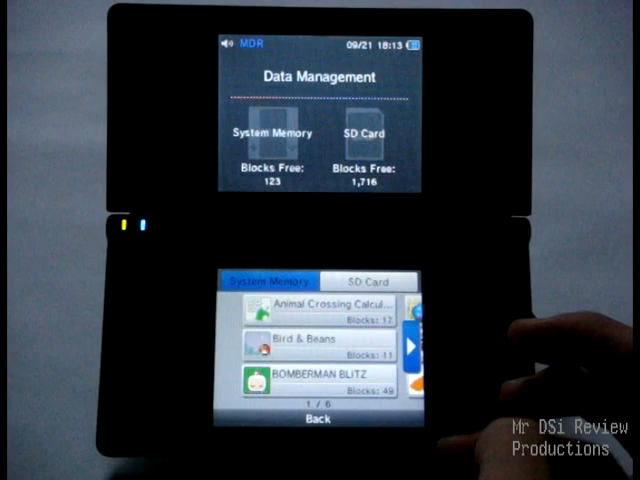 MDR 09/21 18:13
Data Management
System Memory SD Card
Blocks Free: Blocks Free:
123 1,716
System Memory SD Card
Animal Crossing Calcul...
Blocks: 17
Bird & Beans
Blocks: 11
BOMBERMAN BLITZ
Blocks: 49
1 / 6
Back
Mr DSi Review
Productions